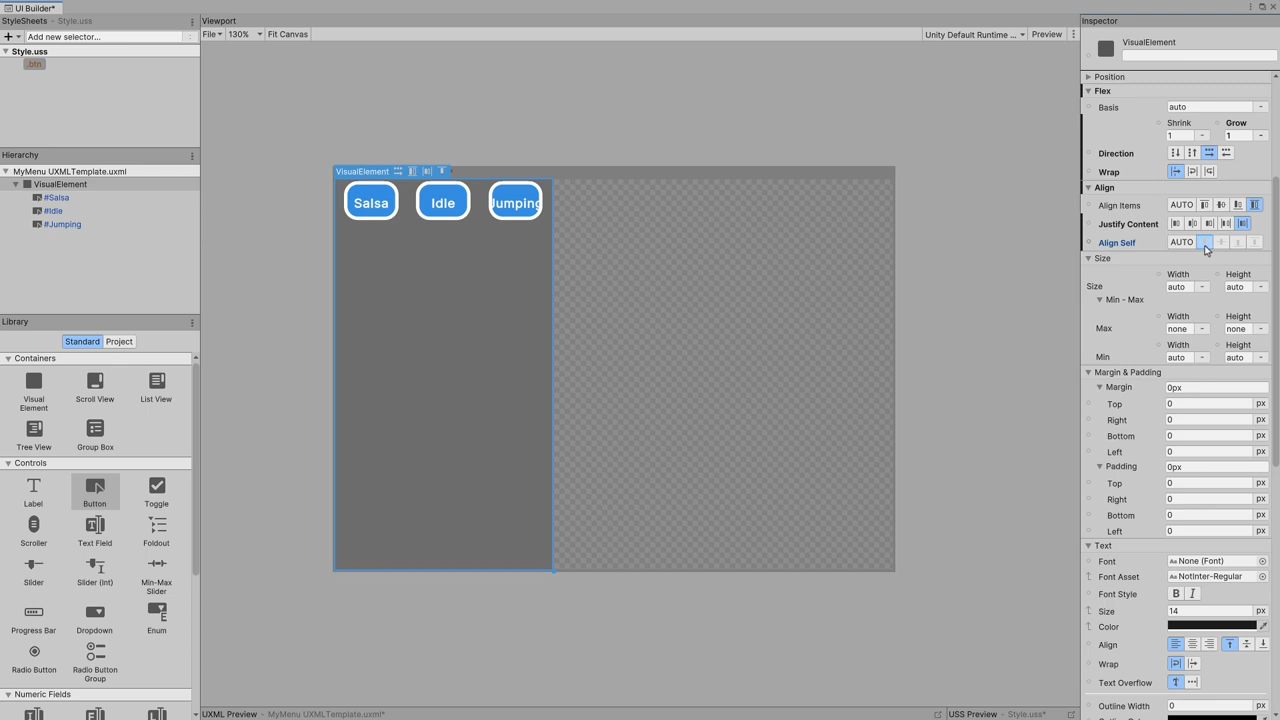 UI Builder*
StyleSheets - Style.uss
Add new selector...
Style.uss
.btn
Hierarchy
MyMenu UXMLTemplate.uxml
VisualElement
#Salsa
#Idle
#Jumping
Library
Standard Project
Containers
Visual Element
Scroll View
List View
Tree View
Group Box
Controls
Label
Button
Toggle
Scroller
Text Field
Foldout
Slider
Slider (Int)
Min-Max Slider
Progress Bar
Dropdown
Enum
Radio Button
Radio Button Group
Numeric Fields
Viewport
File 130% Fit Canvas
Unity Default Runtime ... Preview
VisualElement
Salsa Idle Jumping
UXML Preview - MyMenu UXMLTemplate.uxml*
USS Preview - Style.uss*
Inspector
VisualElement
Position
Flex
Basis auto
Shrink Grow
1 1
Direction
Wrap
Align
Align Items AUTO
Justify Content
Align Self AUTO
Size
Width Height
Size auto auto
Min - Max
Width Height
Max none none
Width Height
Min auto auto
Margin & Padding
Margin 0px
Top 0 px
Right 0 px
Bottom 0 px
Left 0 px
Padding 0px
Top 0 px
Right 0 px
Bottom 0 px
Left 0 px
Text
Font Aa None (Font)
Font Asset Aa NotInter-Regular
Font Style B I
Size 14
Color
Align
Wrap
Text Overflow
Outline Width 0 px